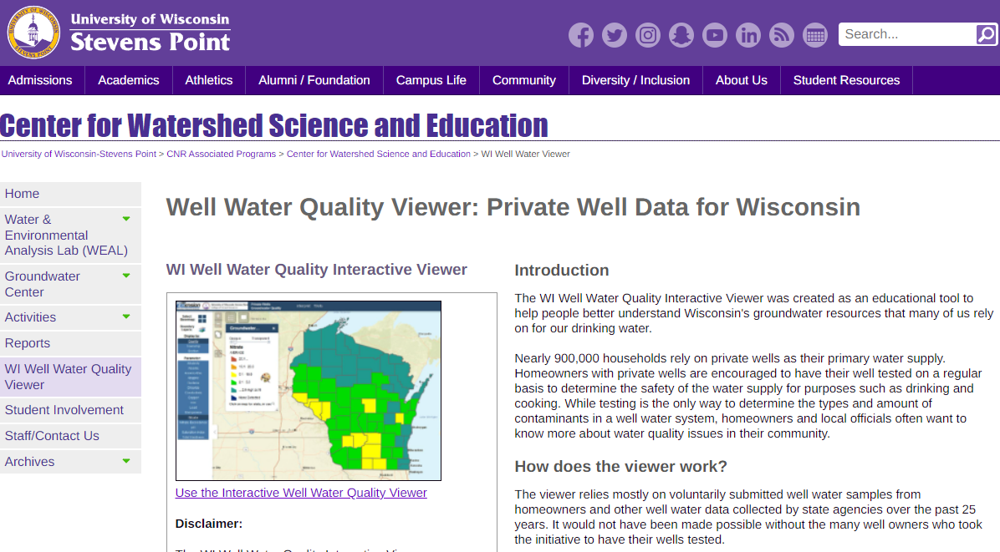 University of Wisconsin
Stevens Point
Search...
Admissions
Academics
Athletics
Alumni / Foundation
Campus Life
Community
Diversity / Inclusion
About Us
Student Resources
Center for Watershed Science and Education
University of Wisconsin-Stevens Point > CNR Associated Programs > Center for Watershed Science and Education > WI Well Water Viewer
Home
Water &
Environmental
Analysis Lab (WEAL)
Groundwater
Center
Activities
Reports
WI Well Water Quality
Viewer
Student Involvement
Staff/Contact Us
Archives
Well Water Quality Viewer: Private Well Data for Wisconsin
WI Well Water Quality Interactive Viewer
Groundwater...
Nitrate
Use the Interactive Well Water Quality Viewer
Disclaimer:
The WI Well Water Quality Interactive Viewer
Introduction
The WI Well Water Quality Interactive Viewer was created as an educational tool to
help people better understand Wisconsin's groundwater resources that many of us rely
on for our drinking water.
Nearly 900,000 households rely on private wells as their primary water supply.
Homeowners with private wells are encouraged to have their well tested on a regular
basis to determine the safety of the water supply for purposes such as drinking and
cooking. While testing is the only way to determine the types and amount of
contaminants in a well water system, homeowners and local officials often want to
know more about water quality issues in their community.
How does the viewer work?
The viewer relies mostly on voluntarily submitted well water samples from
homeowners and other well water data collected by state agencies over the past 25
years. It would not have been made possible without the many well owners who took
the initiative to have their wells tested.